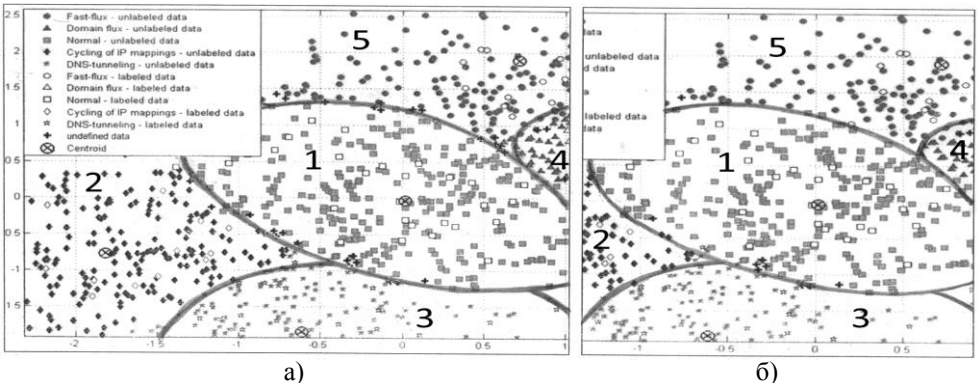 Fast-flux - unlabeled data
Domain flux - unlabeled data
Normal - unlabeled data
Cycling of IP mappings - unlabeled data
DNS-tunneling - unlabeled data
Fast-flux - labeled data
Domain flux - labeled data
Normal - labeled data
Cycling of IP mappings - labeled data
DNS-tunneling - labeled data
undefined data
Centroid
2.5
2
1.5
1
0.5
0
0.5
-1
1.5
-2
-1.5
-1
-0.5
0
0.5
1
5
1
4
2
3
а)
data
unlabeled data
d data
labeled data
data
5
1
4
2
3
-1
-0.5
0
0.5
б)